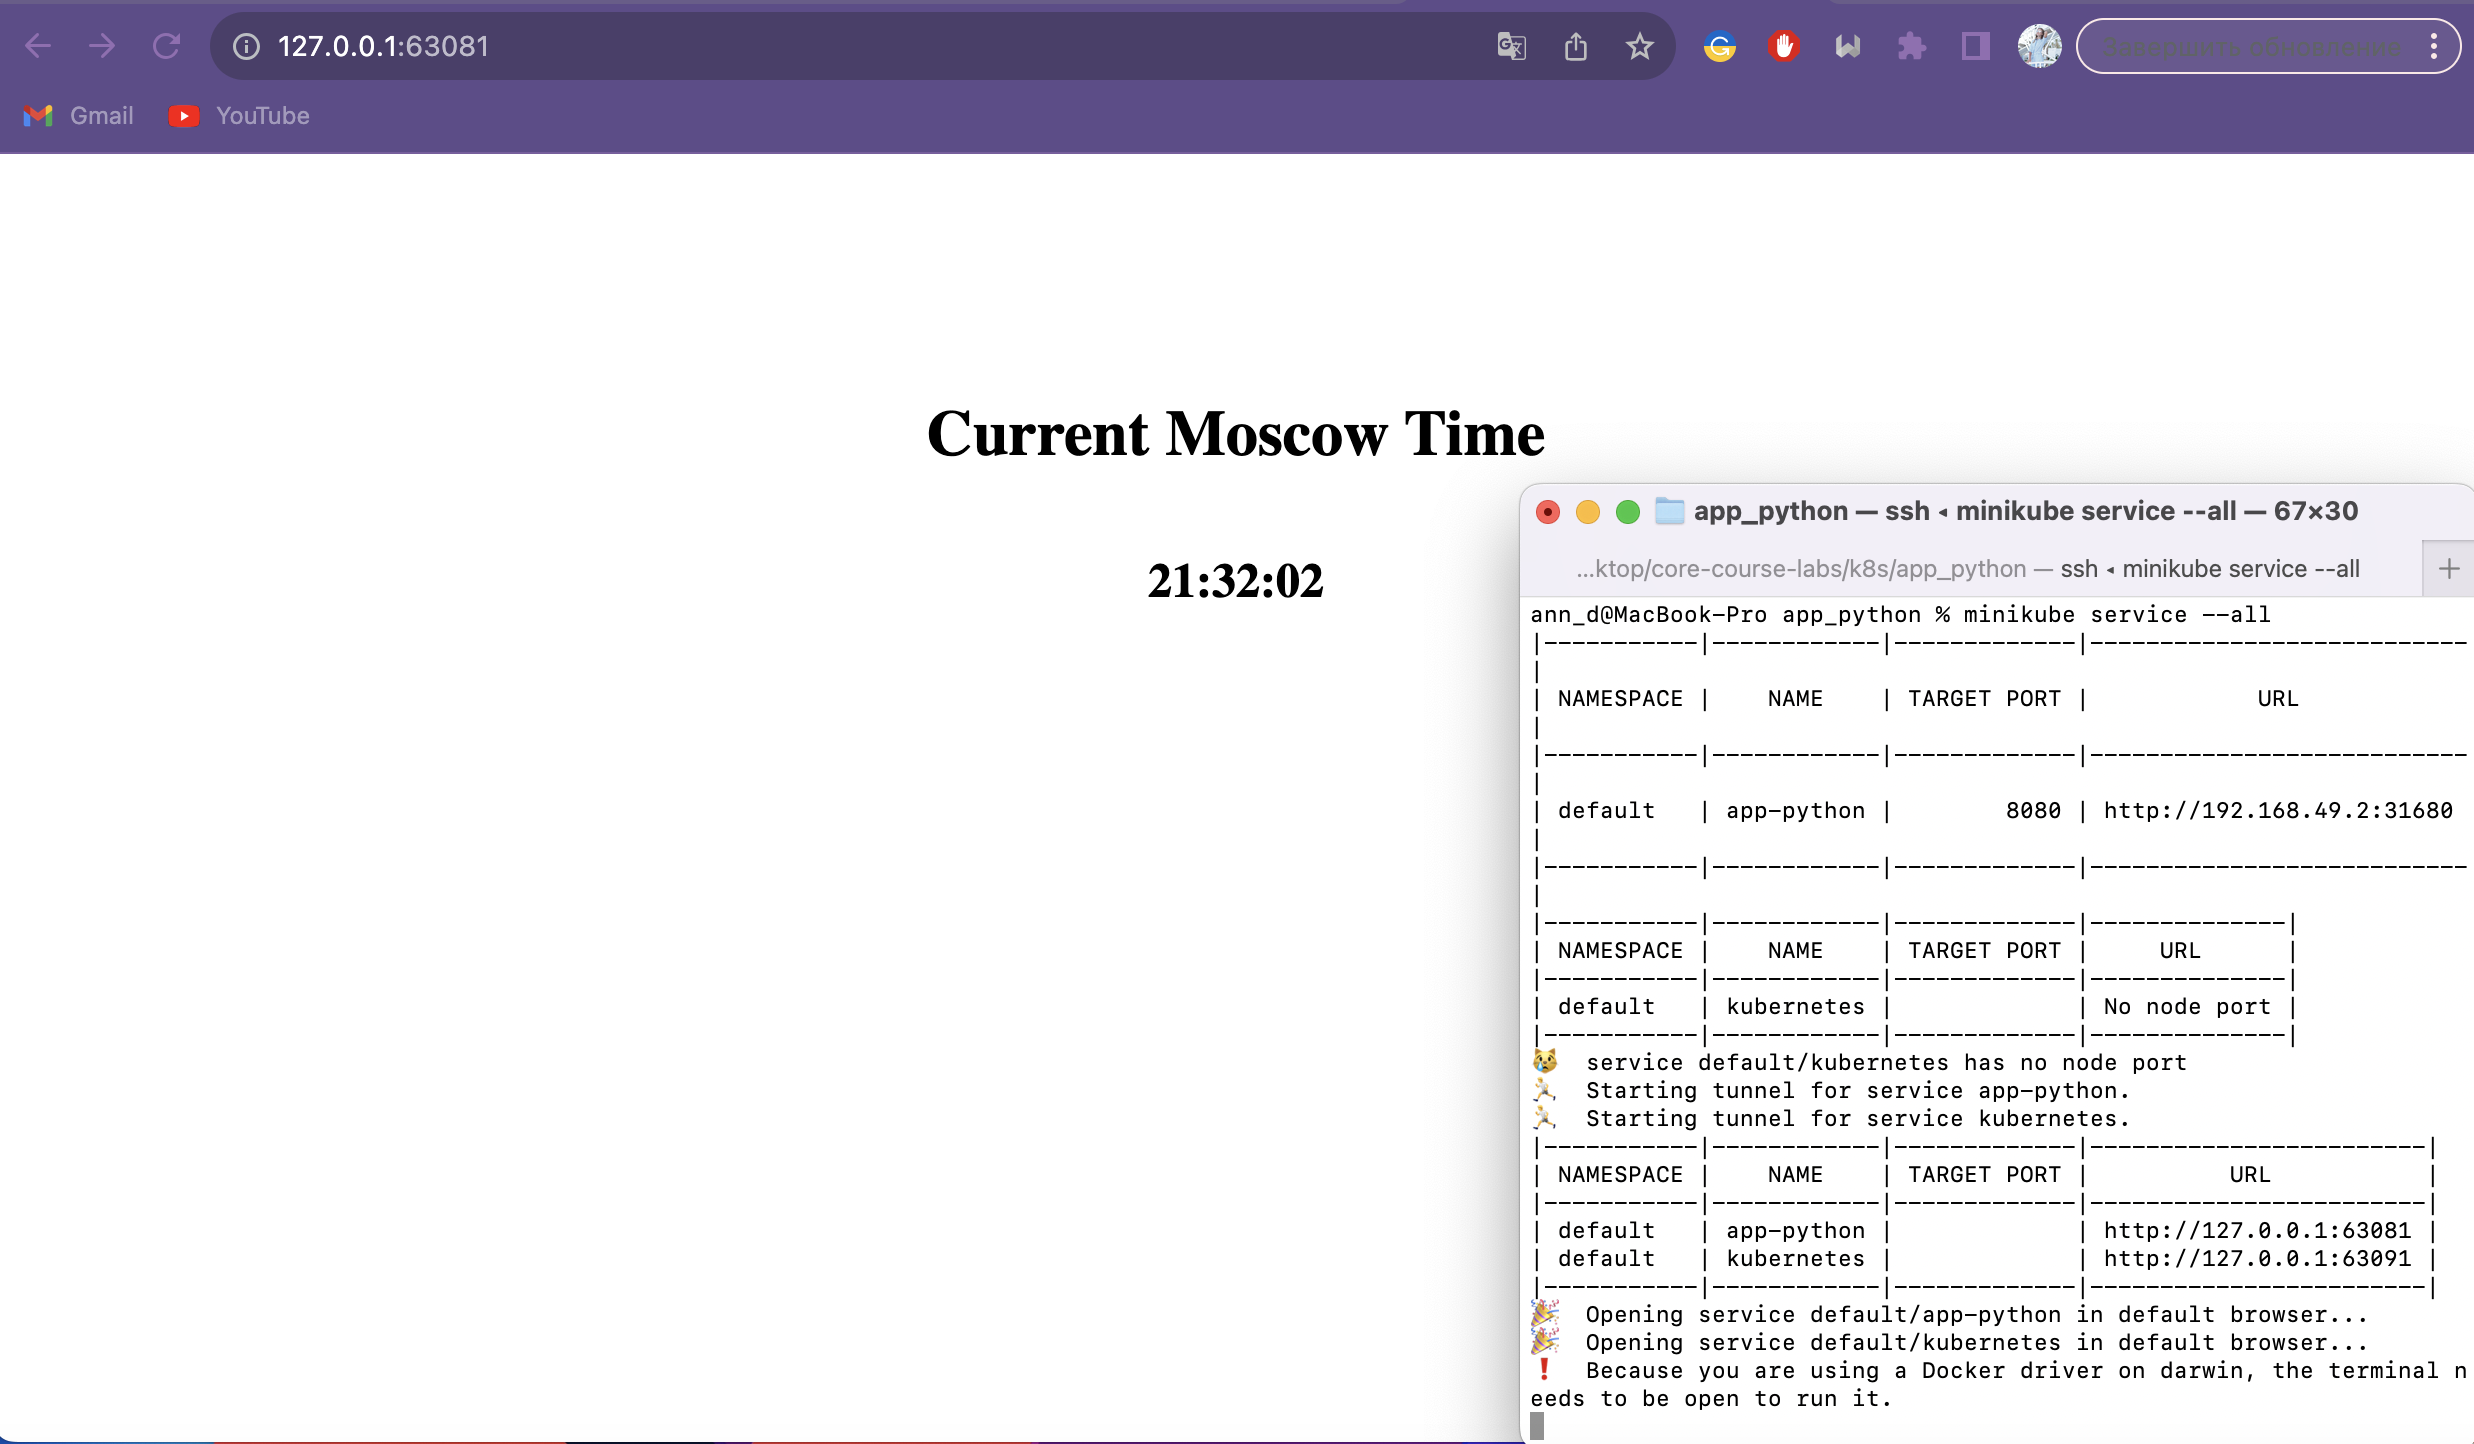 127.0.0.1:63081
Gmail YouTube
Current Moscow Time
21:32:02
app_python — ssh ◂ minikube service --all — 67×30
...ktop/core-course-labs/k8s/app_python — ssh ◂ minikube service --all +
ann_d@MacBook-Pro app_python % minikube service --all
|-----------|------------|-------------|---------------------------
|
| NAMESPACE |    NAME    | TARGET PORT |            URL
|
|-----------|------------|-------------|---------------------------
|
| default   | app-python |        8080 | http://192.168.49.2:31680
|
|-----------|------------|-------------|---------------------------
|
|-----------|------------|-------------|--------------|
| NAMESPACE |    NAME    | TARGET PORT |     URL      |
|-----------|------------|-------------|--------------|
| default   | kubernetes |             | No node port |
|-----------|------------|-------------|--------------|
😿  service default/kubernetes has no node port
🏃  Starting tunnel for service app-python.
🏃  Starting tunnel for service kubernetes.
|-----------|------------|-------------|------------------------|
| NAMESPACE |    NAME    | TARGET PORT |          URL           |
|-----------|------------|-------------|------------------------|
| default   | app-python |             | http://127.0.0.1:63081 |
| default   | kubernetes |             | http://127.0.0.1:63091 |
|-----------|------------|-------------|------------------------|
🎉  Opening service default/app-python in default browser...
🎉  Opening service default/kubernetes in default browser...
❗  Because you are using a Docker driver on darwin, the terminal n
eeds to be open to run it.